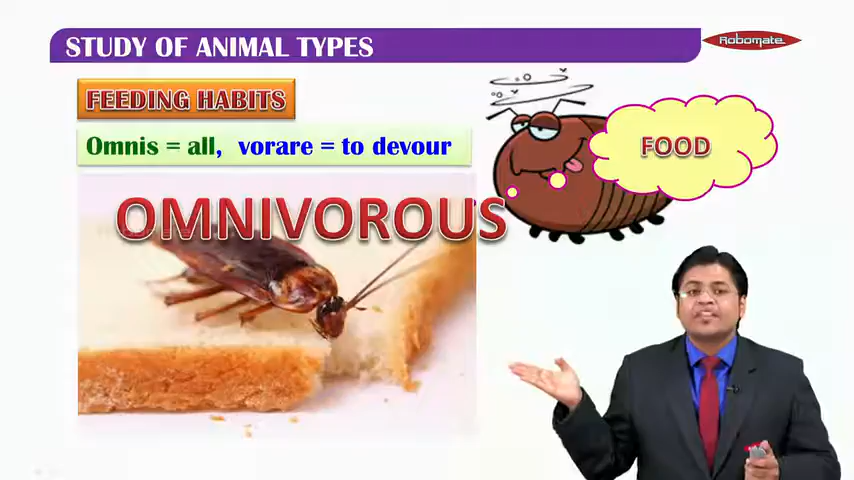 STUDY OF ANIMAL TYPES
Robomate
FEEDING HABITS
Omnis = all, vorare = to devour
FOOD
OMNIVOROUS